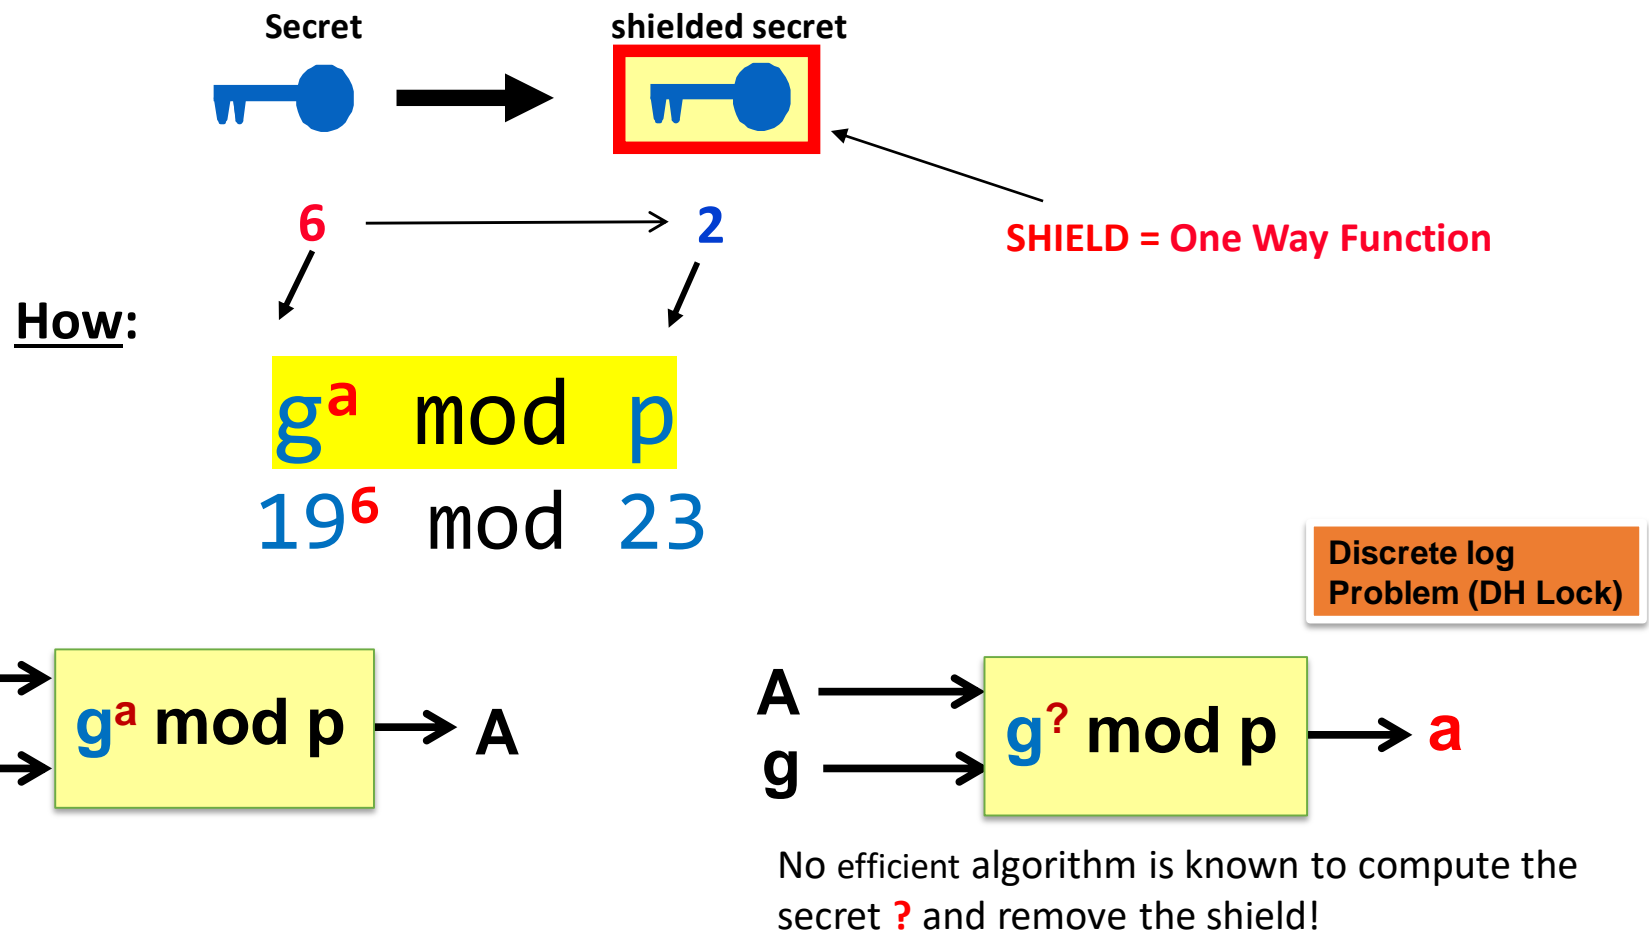 Secret
shielded secret
6
2
SHIELD = One Way Function
How:
gᵃ mod p
19⁶ mod 23
Discrete log
Problem (DH Lock)
gᵃ mod p
A
A
g
g? mod p
a
No efficient algorithm is known to compute the
secret ? and remove the shield!